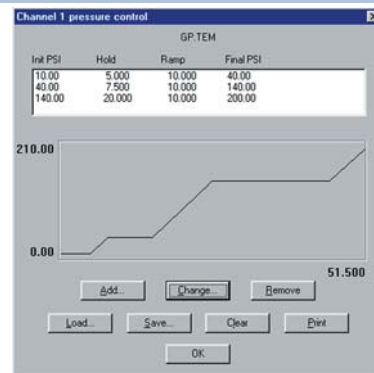 Channel 1 pressure control
GP.TEM
Init PSI Hold Ramp Final PSI
10.00 5.000 10.000 40.00
40.00 7.500 10.000 140.00
140.00 20.000 10.000 200.00
210.00
0.00
51.500
Add... Change... Remove
Load... Save... Clear Print
OK